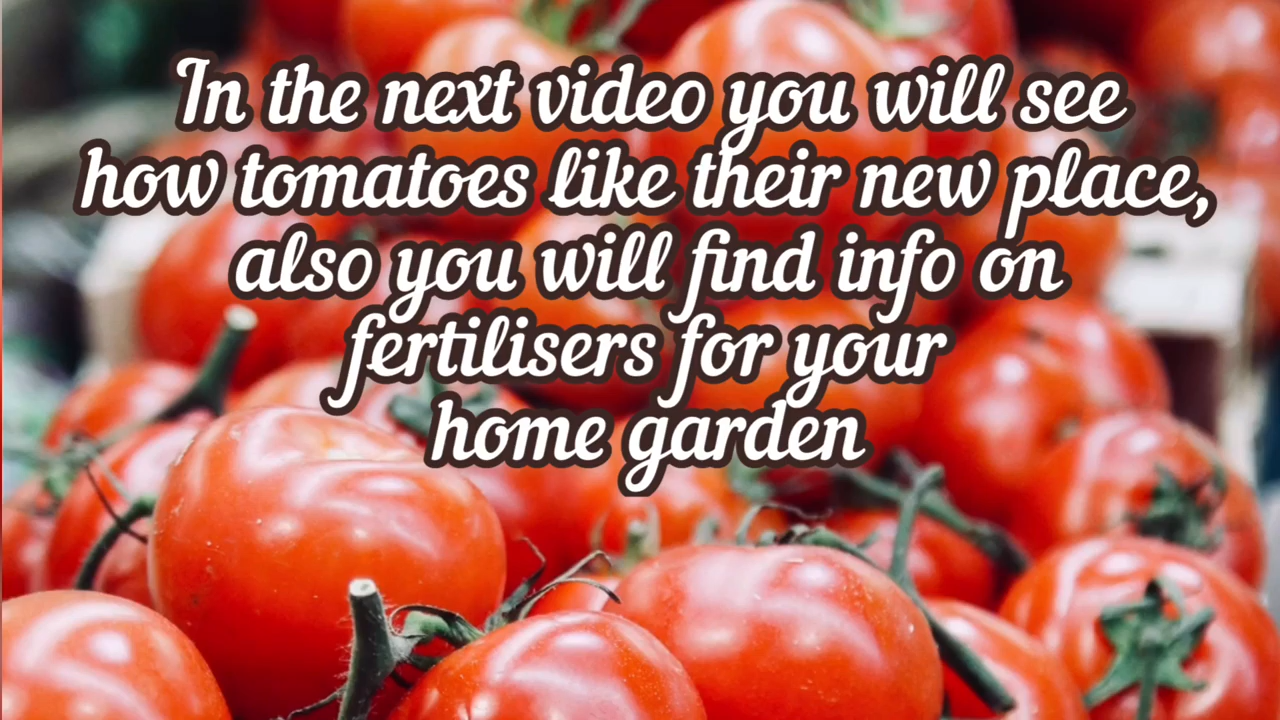 In the next video you will see
how tomatoes like their new place,
also you will find info on
fertilisers for your
home garden